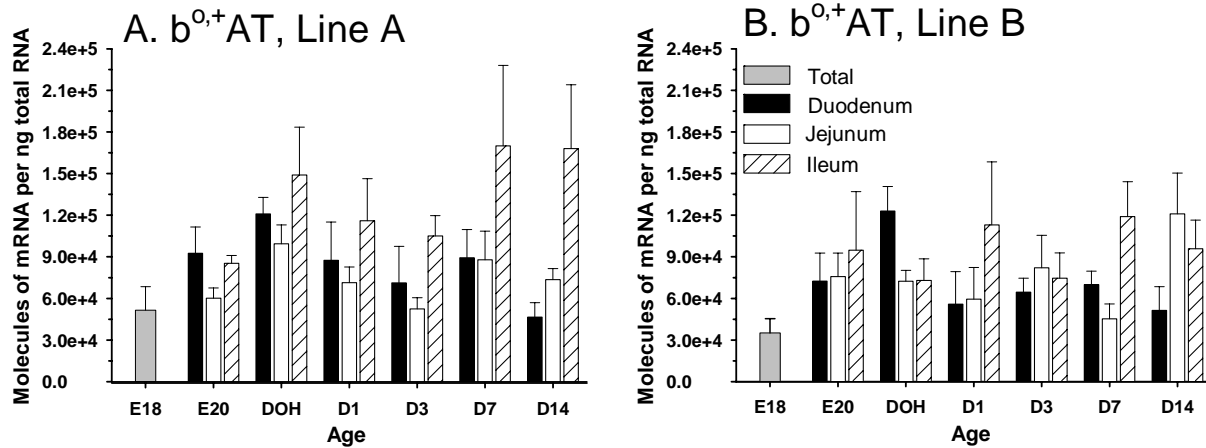 A. b^o,+AT, Line A
Molecules of mRNA per ng total RNA
2.4e+5
2.1e+5
1.8e+5
1.5e+5
1.2e+5
9.0e+4
6.0e+4
3.0e+4
0.0
E18 E20 DOH D1 D3 D7 D14
Age
B. b^o,+AT, Line B
Molecules of mRNA per ng total RNA
2.4e+5
2.1e+5
1.8e+5
1.5e+5
1.2e+5
9.0e+4
6.0e+4
3.0e+4
0.0
Total
Duodenum
Jejunum
Ileum
E18 E20 DOH D1 D3 D7 D14
Age